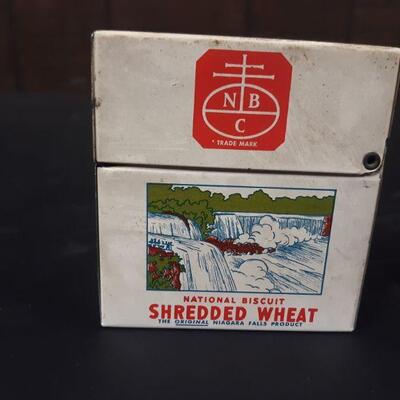 N B
C
* TRADE MARK
NATIONAL BISCUIT
SHREDDED WHEAT
THE ORIGINAL NIAGARA FALLS PRODUCT